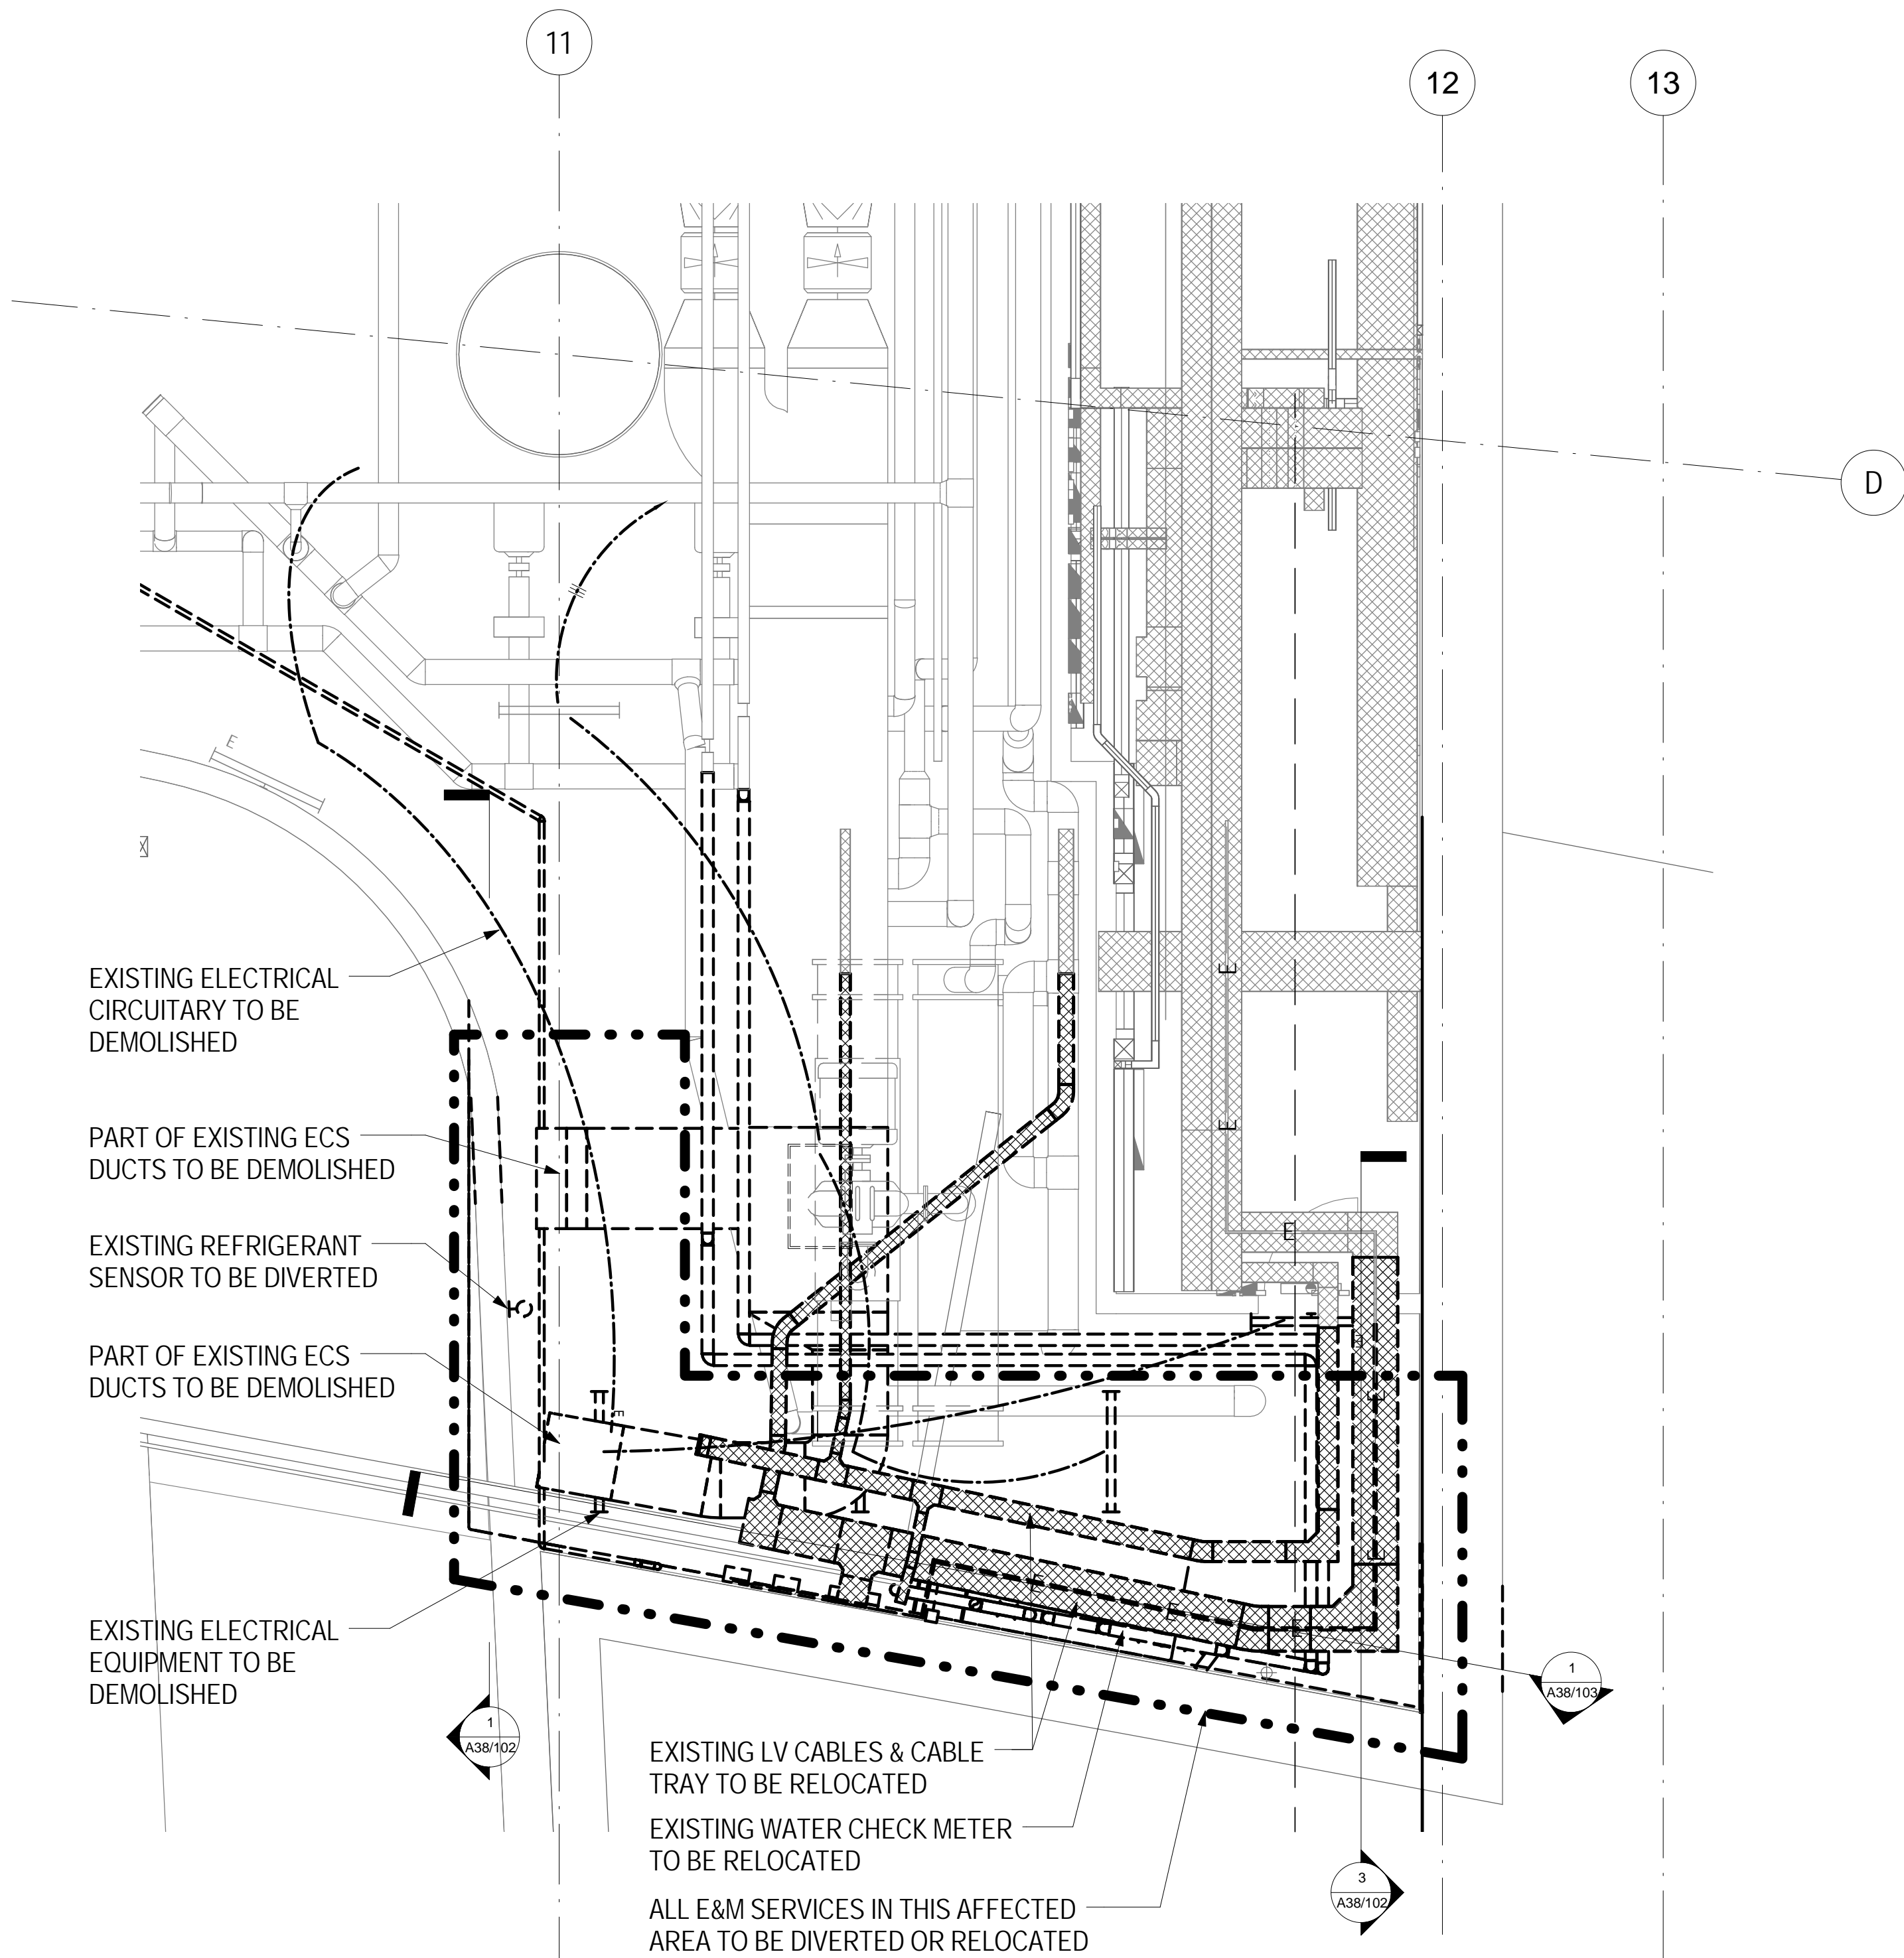 11
12
13
D
E
E
E
E
EXISTING ELECTRICAL
CIRCUITARY TO BE
DEMOLISHED
PART OF EXISTING ECS
DUCTS TO BE DEMOLISHED
EXISTING REFRIGERANT
SENSOR TO BE DIVERTED
PART OF EXISTING ECS
DUCTS TO BE DEMOLISHED
E
E
E
E
E
E
E
EXISTING ELECTRICAL
EQUIPMENT TO BE
DEMOLISHED
1
A38/102
1
A38/103
EXISTING LV CABLES & CABLE
TRAY TO BE RELOCATED
EXISTING WATER CHECK METER
TO BE RELOCATED
3
A38/102
ALL E&M SERVICES IN THIS AFFECTED
AREA TO BE DIVERTED OR RELOCATED